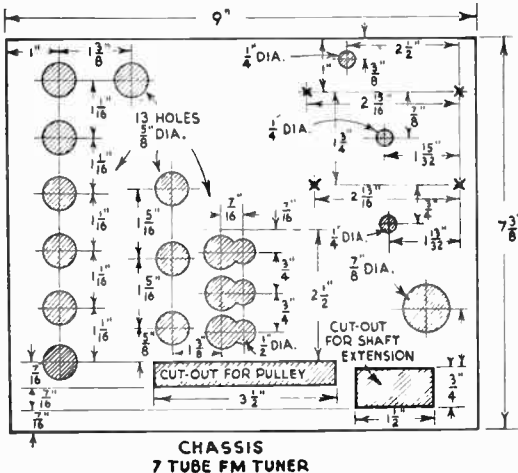 9"
1" 1 3/8" 1/4" DIA. 1" 2 1/2"
3/8"
1 1/16" 13 HOLES 5/8" DIA. 2 13/16" 7/8"
1/4" DIA. 1 3/4" 1 15/32"
1 1/16"
7/16" 7/16" 2 13/16" 3/4"
1 1/16" 1 5/16" 1/4" DIA. 1 13/32" 7 3/8"
3/4" 2 1/2" 7/8" DIA.
1 1/16" 1 5/16" 3/4"
1 1/16" 5/8" 1 3/8" 1/2" DIA.
CUT-OUT
FOR SHAFT
EXTENSION
7/16" CUT-OUT FOR PULLEY 3/4"
7/16" 3 1/2" 1 1/2"
7/16"
CHASSIS
7 TUBE FM TUNER